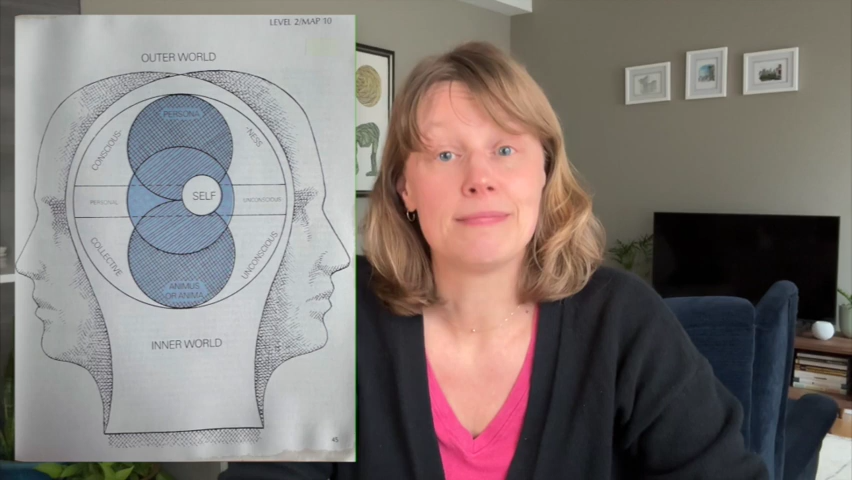 LEVEL 2/MAP 10
OUTER WORLD
PERSONA
CONSCIOUS-
-NESS
SELF
PERSONAL
UNCONSCIOUS
COLLECTIVE
UNCONSCIOUS
ANIMUS
OR ANIMA
INNER WORLD
45